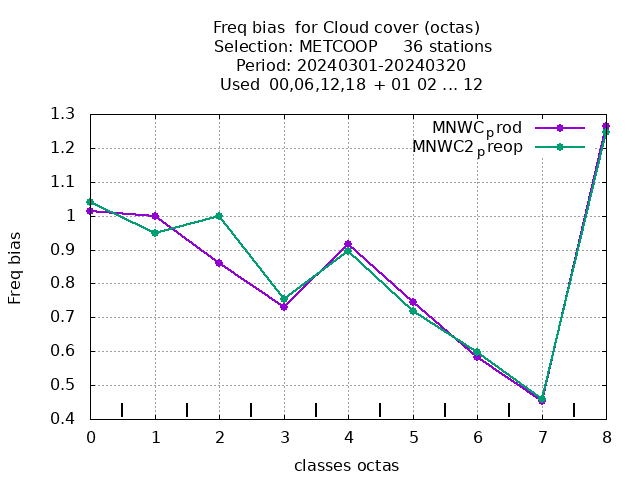 Freq bias  for Cloud cover (octas)
Selection: METCOOP     36 stations
Period: 20240301-20240320
Used  00,06,12,18  + 01 02 ... 12
MNWCprod
MNWC2preop
1.3
1.2
1.1
1
0.9
0.8
0.7
0.6
0.5
0.4
Freq bias
0 1 2 3 4 5 6 7 8
classes octas